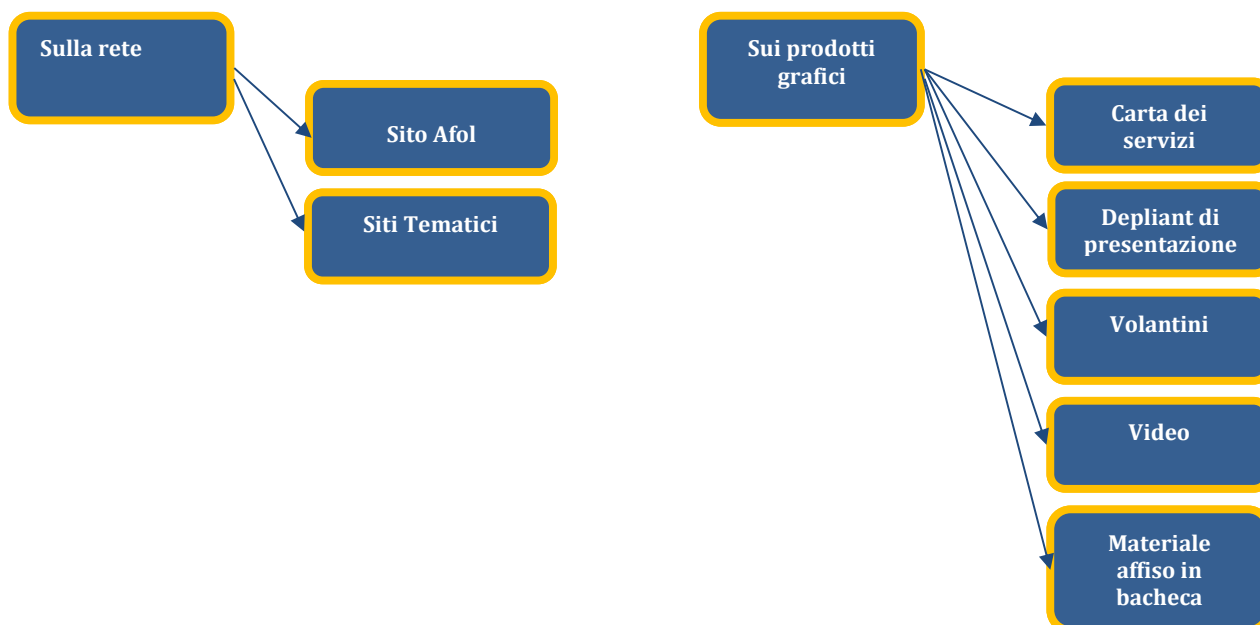 Sulla rete
Sito Afol
Siti Tematici
Sui prodotti
grafici
Carta dei
servizi
Depliant di
presentazione
Volantini
Video
Materiale
affiso in
bacheca